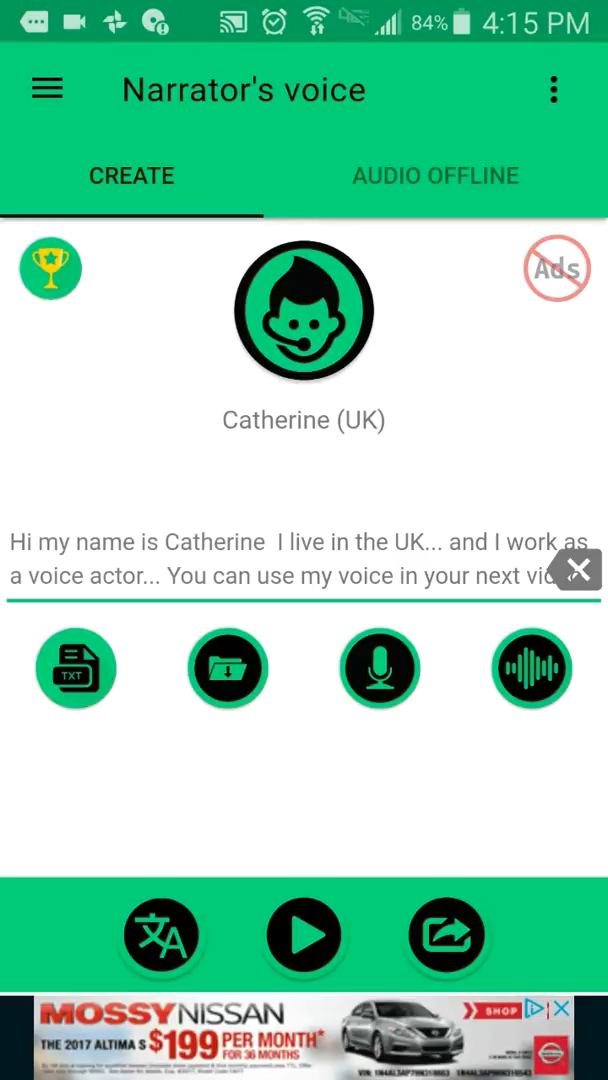 84% 4:15 PM
Narrator's voice
CREATE
AUDIO OFFLINE
Ads
Catherine (UK)
Hi my name is Catherine  I live in the UK... and I work as
a voice actor... You can use my voice in your next
TXT
MOSSY NISSAN
SHOP
THE 2017 ALTIMA S $199 PER MONTH*
FOR 36 MONTHS